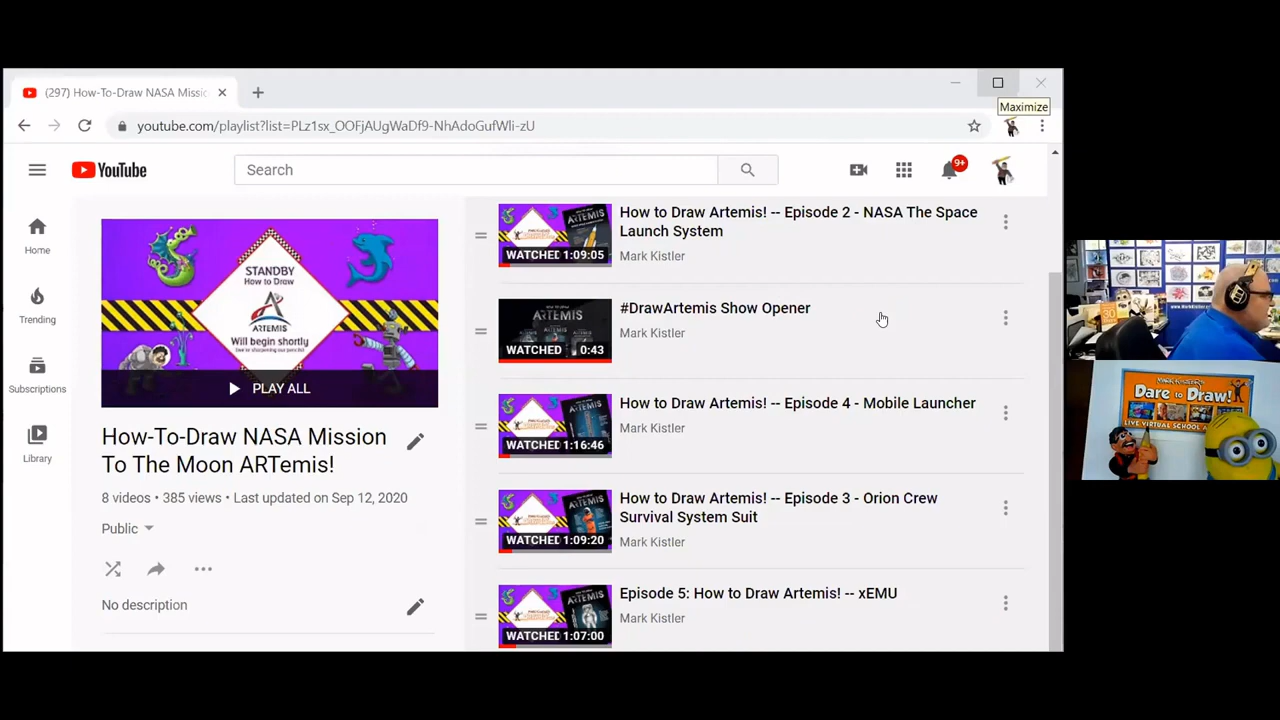 (297) How-To-Draw NASA Missic
Maximize
youtube.com/playlist?list=PLz1sx_OOFjAUgWaDf9-NhAdoGufWli-zU
YouTube
Search
9+
Home
Trending
Subscriptions
Library
STANDBY
How to Draw
ARTEMIS
Will begin shortly
PLAY ALL
How-To-Draw NASA Mission
To The Moon ARTemis!
8 videos • 385 views • Last updated on Sep 12, 2020
Public
No description
WATCHED 1:09:05
How to Draw Artemis! -- Episode 2 - NASA The Space
Launch System
Mark Kistler
ARTEMIS
WATCHED 0:43
#DrawArtemis Show Opener
Mark Kistler
WATCHED 1:16:46
How to Draw Artemis! -- Episode 4 - Mobile Launcher
Mark Kistler
WATCHED 1:09:20
How to Draw Artemis! -- Episode 3 - Orion Crew
Survival System Suit
Mark Kistler
WATCHED 1:07:00
Episode 5: How to Draw Artemis! -- xEMU
Mark Kistler
30
Dare to Draw!
LIVE VIRTUAL SCHOOL